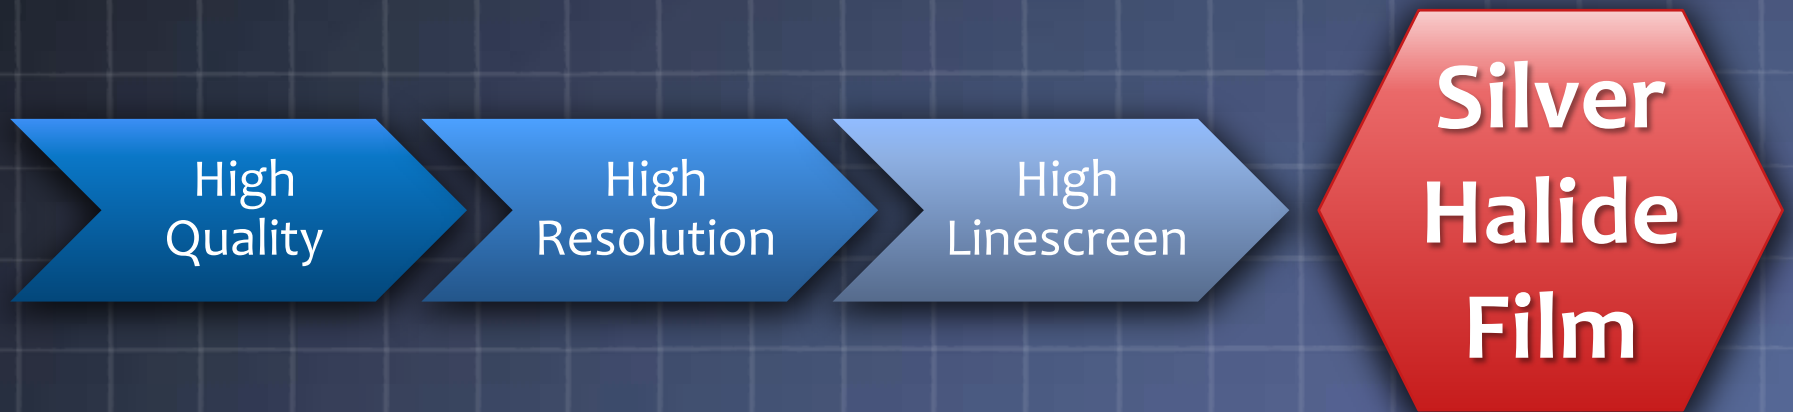 High
Quality
High
Resolution
High
Linescreen
Silver
Halide
Film